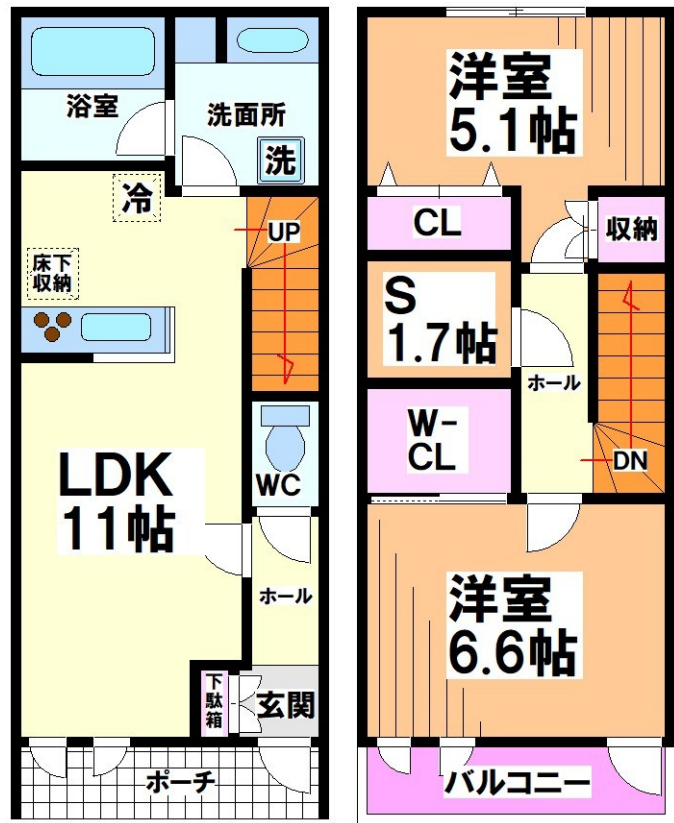 浴室
洗面所
洗
冷
UP
床下
収納
LDK
11帖
WC
ホール
下
駄
箱
玄関
ポーチ
洋室
5.1帖
CL
収納
S
1.7帖
ホール
W-
CL
DN
洋室
6.6帖
バルコニー